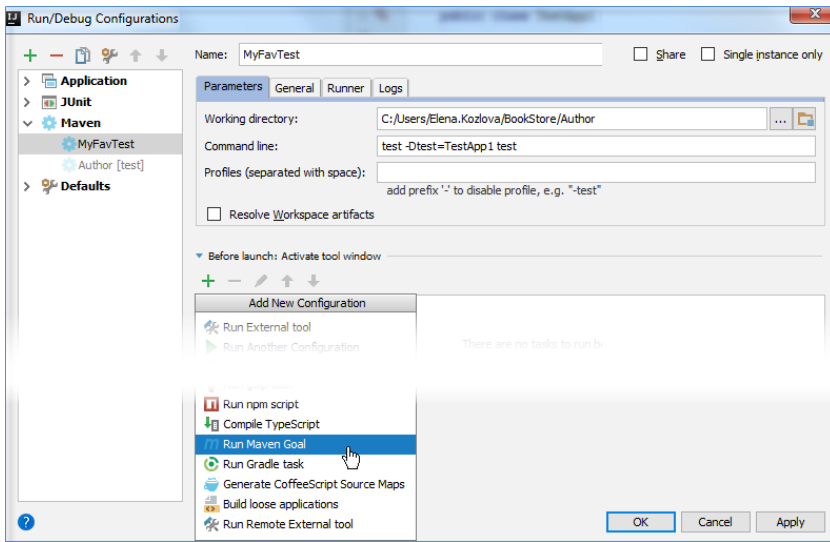 Run/Debug Configurations
Name: MyFavTest Share Single instance only
Application
JUnit
Maven
MyFavTest
Author [test]
Defaults
Parameters General Runner Logs
Working directory: C:/Users/Elena.Kozlova/BookStore/Author ...
Command line: test -Dtest=TestApp1 test
Profiles (separated with space):
add prefix '-' to disable profile, e.g. "-test"
Resolve Workspace artifacts
Before launch: Activate tool window
Add New Configuration
Run External tool
Run Another Configuration
There are no tasks to run
Run npm script
Compile TypeScript
Run Maven Goal
Run Gradle task
Generate CoffeeScript Source Maps
Build loose applications
Run Remote External tool
?
OK Cancel Apply